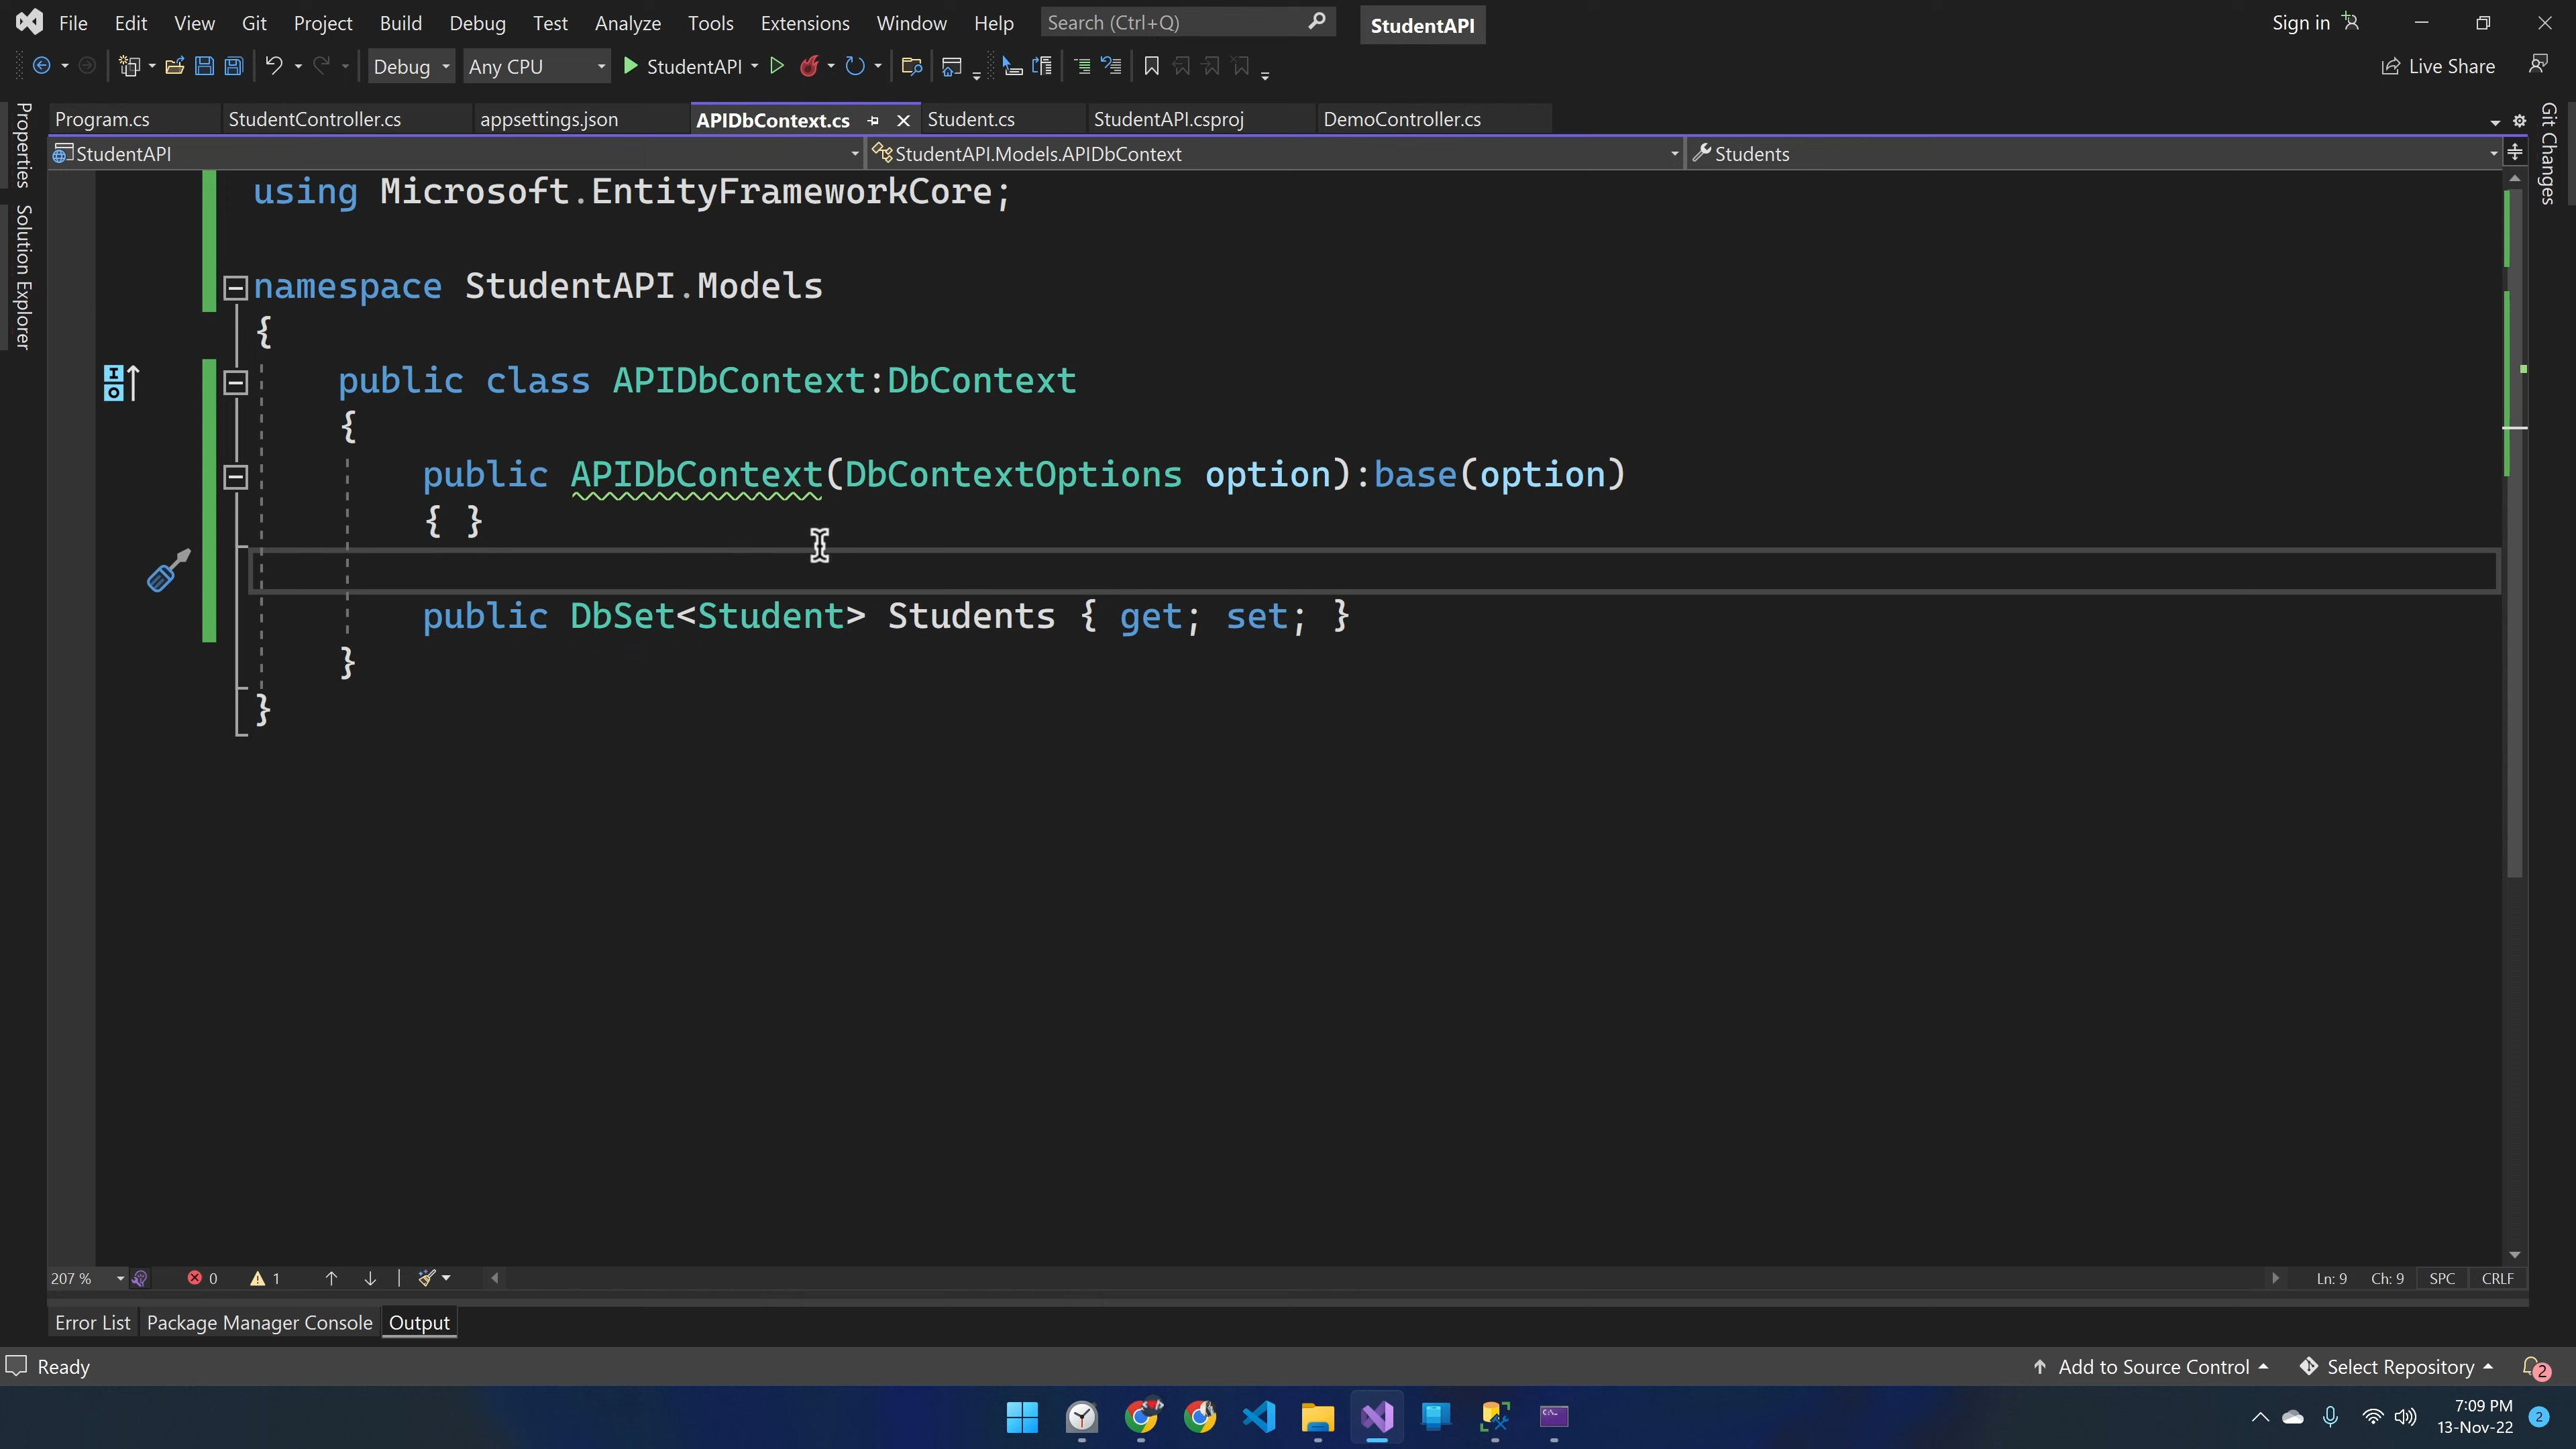 File Edit View Git Project Build Debug Test Analyze Tools Extensions Window Help Search (Ctrl+Q) StudentAPI Sign in
Debug Any CPU StudentAPI Live Share
Program.cs StudentController.cs appsettings.json APIDbContext.cs Student.cs StudentAPI.csproj DemoController.cs
StudentAPI StudentAPI.Models.APIDbContext Students
Properties
Solution Explorer
Git Changes
using Microsoft.EntityFrameworkCore;
namespace StudentAPI.Models
{
public class APIDbContext:DbContext
{
public APIDbContext(DbContextOptions option):base(option)
{ }
public DbSet<Student> Students { get; set; }
}
}
207 % 0 1 Ln: 9 Ch: 9 SPC CRLF
Error List Package Manager Console Output
Ready Add to Source Control Select Repository 2
7:09 PM
13-Nov-22 2